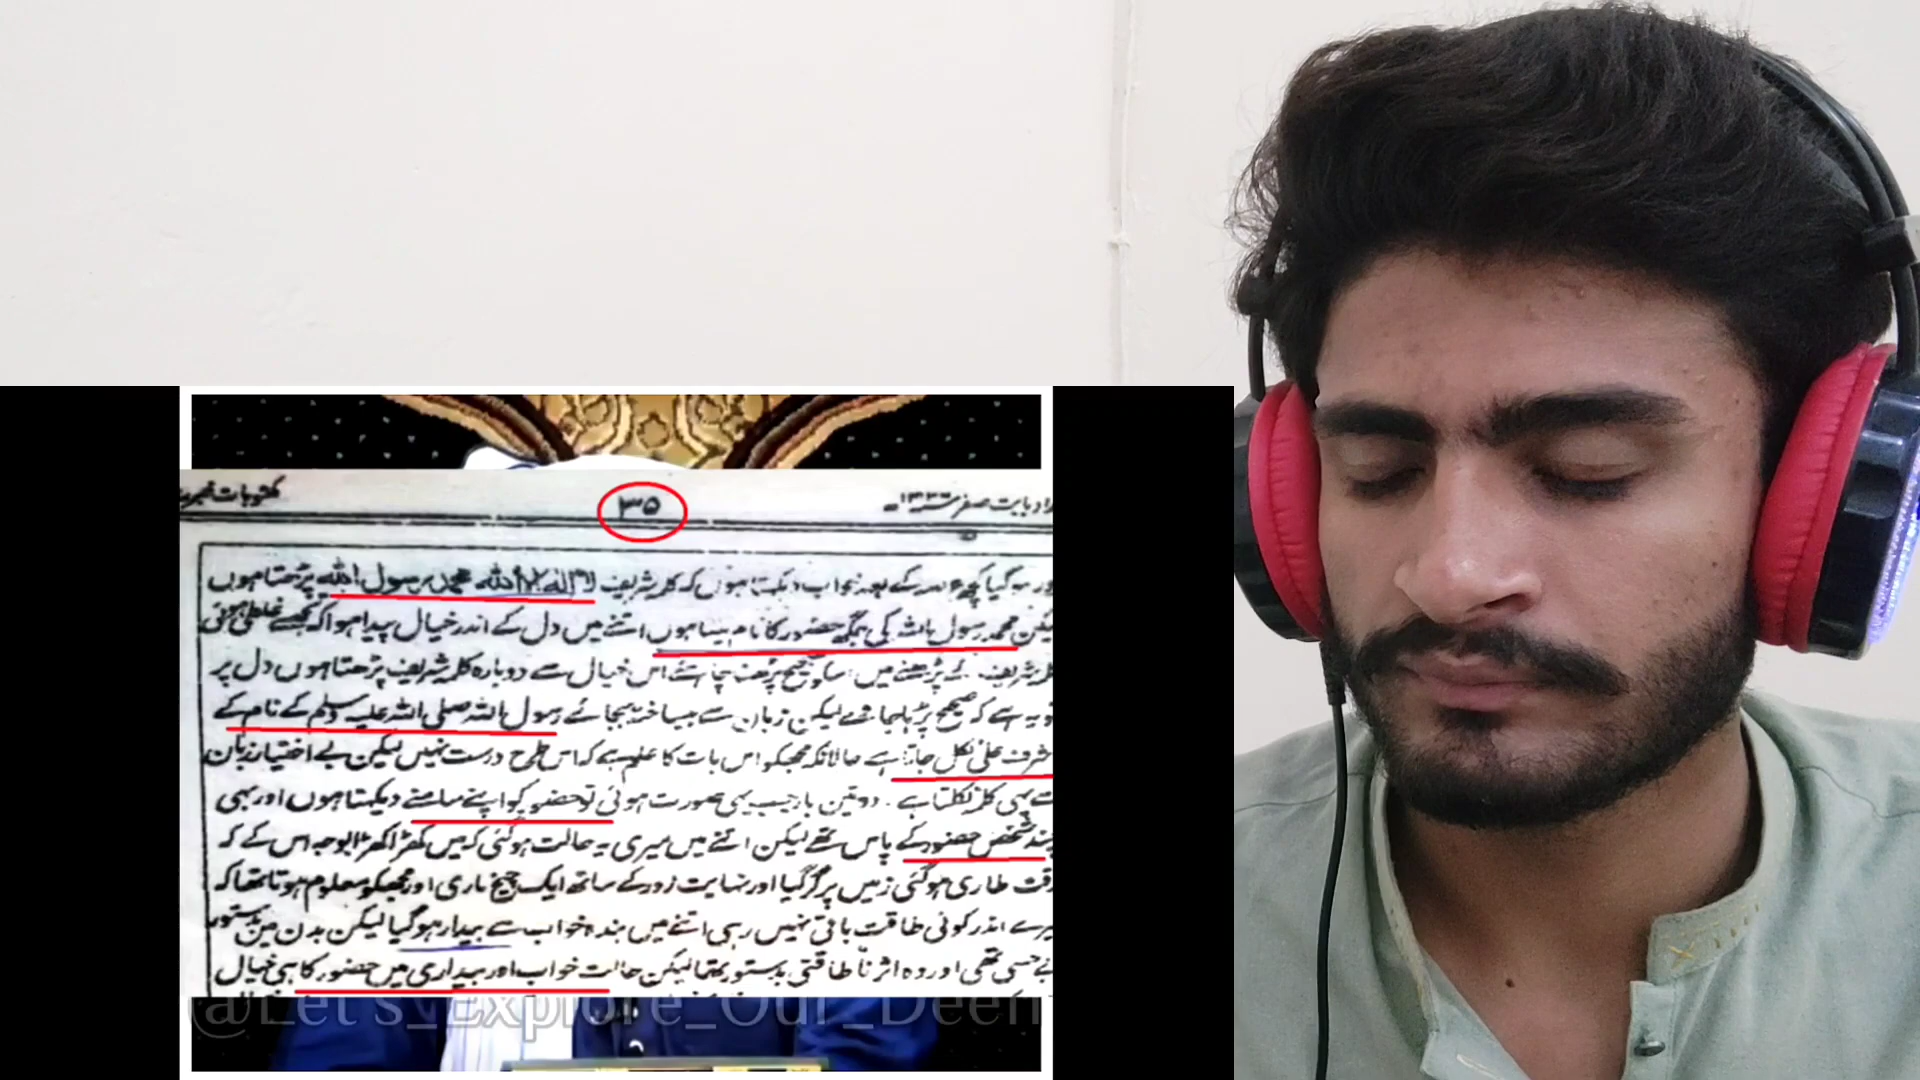 ۳۵
ہو گیا کچھ عرصہ کے بعد خواب دیکھتا ہوں کہ کلمہ شریف لا الہ الا اللہ محمد رسول اللہ پڑھتا ہوں
لیکن محمد رسول اللہ کی جگہ حضور کا نام لیتا ہوں اتنے میں دل کے اندر خیال پیدا ہوا کہ تجھسے غلطی ہوئی
کلمہ شریف کے پڑھنے میں اسکو صحیح پڑھنا چاہئے اس خیال سے دوبارہ کلمہ شریف پڑھتا ہوں دل پر
تو یہ ہے کہ صحیح پڑہا جاوے لیکن زبان سے بیساختہ بجائے رسول اللہ صلی اللہ علیہ وسلم کے نام کے
اشرف علی نکل جاتا ہے حالانکہ مجھکو اس بات کا علم ہے کہ اس طرح درست نہیں لیکن بے اختیار زبان
سے یہی کلمہ نکلتا ہے۔ دو تین بار جب یہی صورت ہوئی تو حضور کو اپنے سامنے دیکھتا ہوں اور بھی
چند شخص حضور کے پاس تھے لیکن اتنے میں میری یہ حالت ہو گئی کہ میں کھڑا کھڑا بوجہ اس کے کہ
رقت طاری ہو گئی زمین پر گر گیا اور نہایت زور کے ساتھ ایک چیخ ماری اور مجھکو معلوم ہوتا تھا کہ
میرے اندر کوئی طاقت باقی نہیں رہی اتنے میں بندہ خواب سے بیدار ہو گیا لیکن بدن میں بدستور
بے حسی تھی اور وہ اثر ناطاقتی بدستور تھا لیکن حالت خواب اور بیداری میں حضور کا ہی خیال
@Let's_Explore_Our_Deen